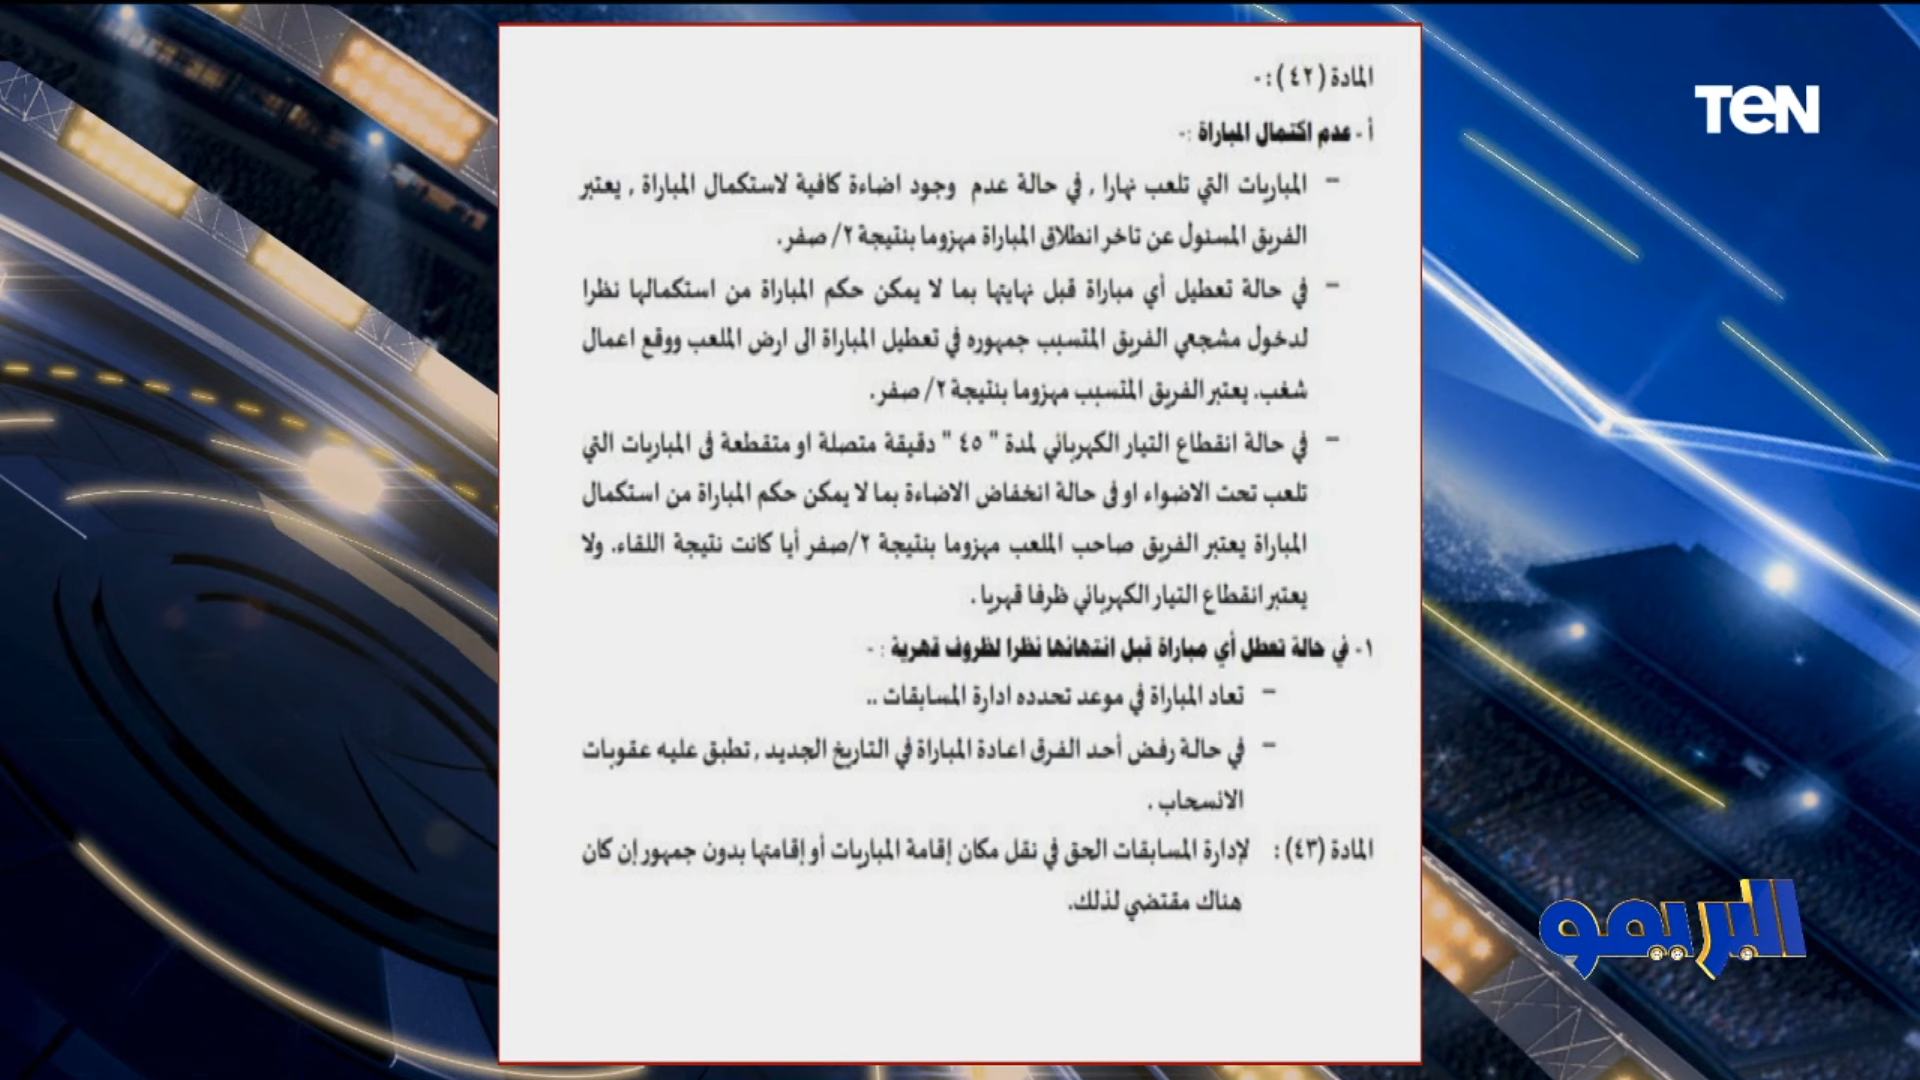 المادة (٤٢) :-
أ - عدم اكتمال المباراة :-
– المباريات التي تلعب نهارا , في حالة عدم وجود اضاءة كافية لاستكمال المباراة , يعتبر
الفريق المسئول عن تاخر انطلاق المباراة مهزوما بنتيجة ٢/ صفر.
– في حالة تعطيل أي مباراة قبل نهايتها بما لا يمكن حكم المباراة من استكمالها نظرا
لدخول مشجعي الفريق المتسبب جمهوره في تعطيل المباراة الى ارض الملعب ووقع اعمال
شغب. يعتبر الفريق المتسبب مهزوما بنتيجة ٢/ صفر.
– في حالة انقطاع التيار الكهربائي لمدة " ٤٥ " دقيقة متصلة او متقطعة فى المباريات التي
تلعب تحت الاضواء او فى حالة انخفاض الاضاءة بما لا يمكن حكم المباراة من استكمال
المباراة يعتبر الفريق صاحب الملعب مهزوما بنتيجة ٢/صفر أيا كانت نتيجة اللقاء. ولا
يعتبر انقطاع التيار الكهربائي ظرفا قهريا .
١- في حالة تعطل أي مباراة قبل انتهائها نظرا لظروف قهرية : -
– تعاد المباراة في موعد تحدده ادارة المسابقات ..
– في حالة رفض أحد الفرق اعادة المباراة في التاريخ الجديد , تطبق عليه عقوبات
الانسحاب .
المادة (٤٣) : لإدارة المسابقات الحق في نقل مكان إقامة المباريات أو إقامتها بدون جمهور إن كان
هناك مقتضي لذلك.
TeN
البريمو